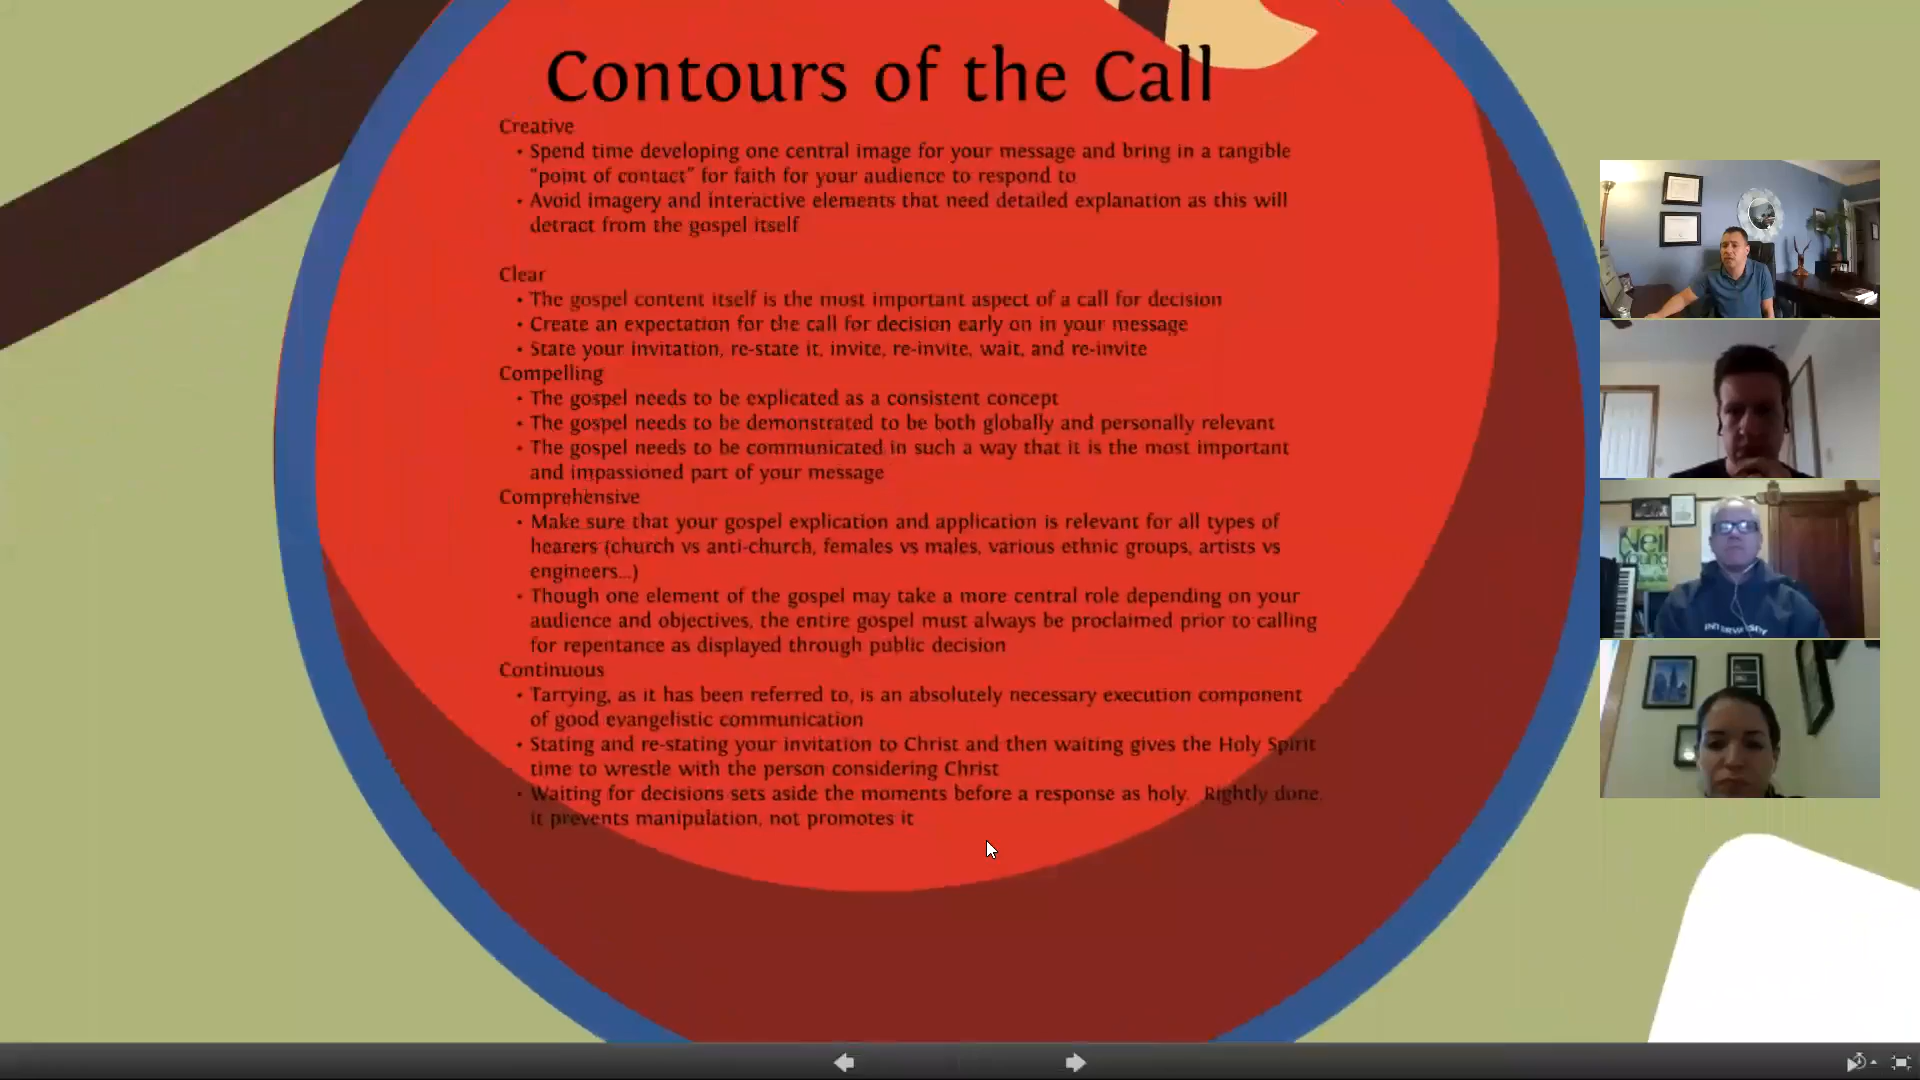 Contours of the Call
Creative
• Spend time developing one central image for your message and bring in a tangible
“point of contact” for faith for your audience to respond to
• Avoid imagery and interactive elements that need detailed explanation as this will
detract from the gospel itself
Clear
• The gospel content itself is the most important aspect of a call for decision
• Create an expectation for the call for decision early on in your message
• State your invitation, re-state it, invite, re-invite, wait, and re-invite
Compelling
• The gospel needs to be explicated as a consistent concept
• The gospel needs to be demonstrated to be both globally and personally relevant
• The gospel needs to be communicated in such a way that it is the most important
and impassioned part of your message
Comprehensive
• Make sure that your gospel explication and application is relevant for all types of
hearers (church vs anti-church, females vs males, various ethnic groups, artists vs
engineers...)
• Though one element of the gospel may take a more central role depending on your
audience and objectives, the entire gospel must always be proclaimed prior to calling
for repentance as displayed through public decision
Continuous
• Tarrying, as it has been referred to, is an absolutely necessary execution component
of good evangelistic communication
• Stating and re-stating your invitation to Christ and then waiting gives the Holy Spirit
time to wrestle with the person considering Christ
• Waiting for decisions sets aside the moments before a response as holy. Rightly done,
it prevents manipulation, not promotes it
Neil
Young